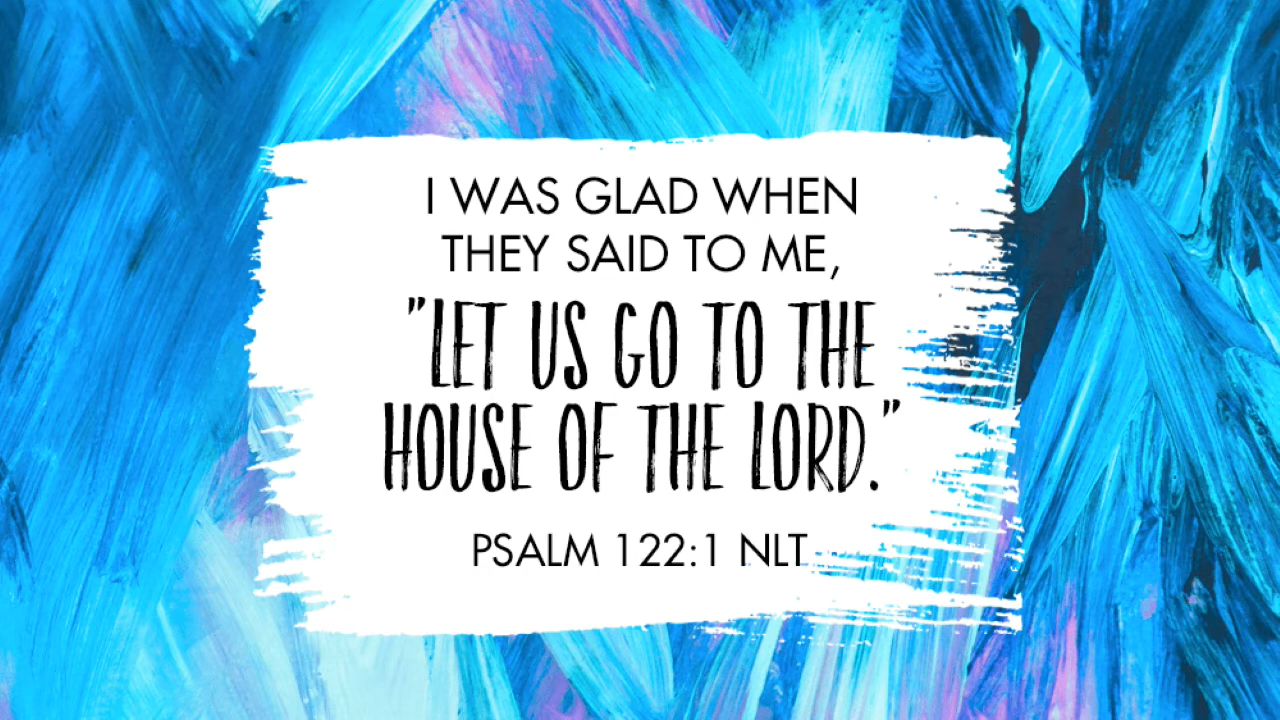 I WAS GLAD WHEN
THEY SAID TO ME,
"LET US GO TO THE
HOUSE OF THE LORD."
PSALM 122:1 NLT